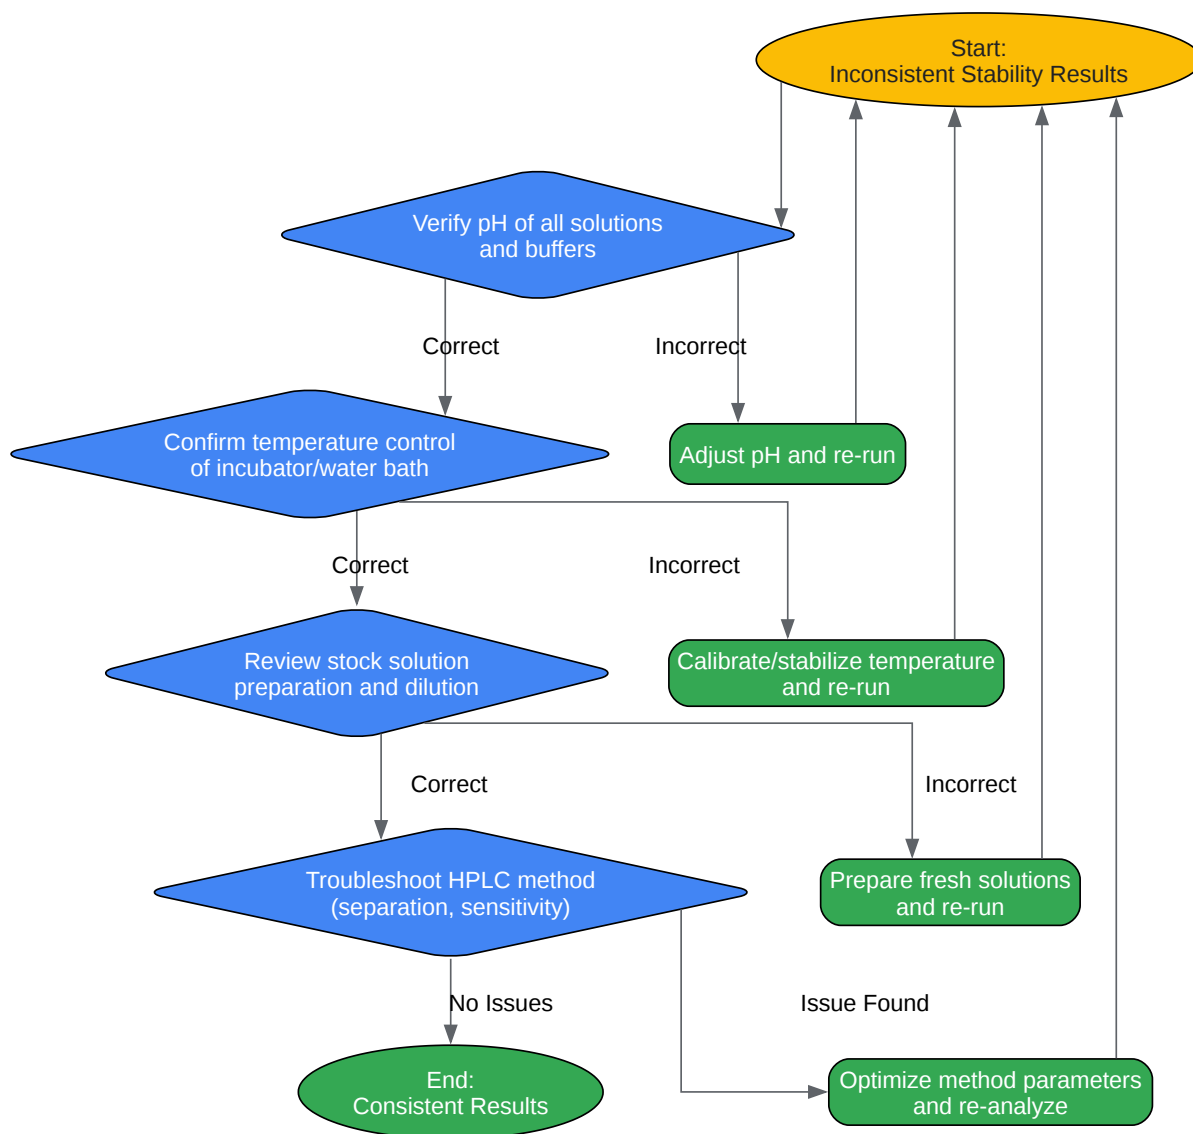 Start:
Inconsistent Stability Results
Verify pH of all solutions
and buffers
Correct
Incorrect
Confirm temperature control
of incubator/water bath
Adjust pH and re-run
Correct
Incorrect
Review stock solution
preparation and dilution
Calibrate/stabilize temperature
and re-run
Correct
Incorrect
Troubleshoot HPLC method
(separation, sensitivity)
Prepare fresh solutions
and re-run
No Issues
Issue Found
End:
Consistent Results
Optimize method parameters
and re-analyze